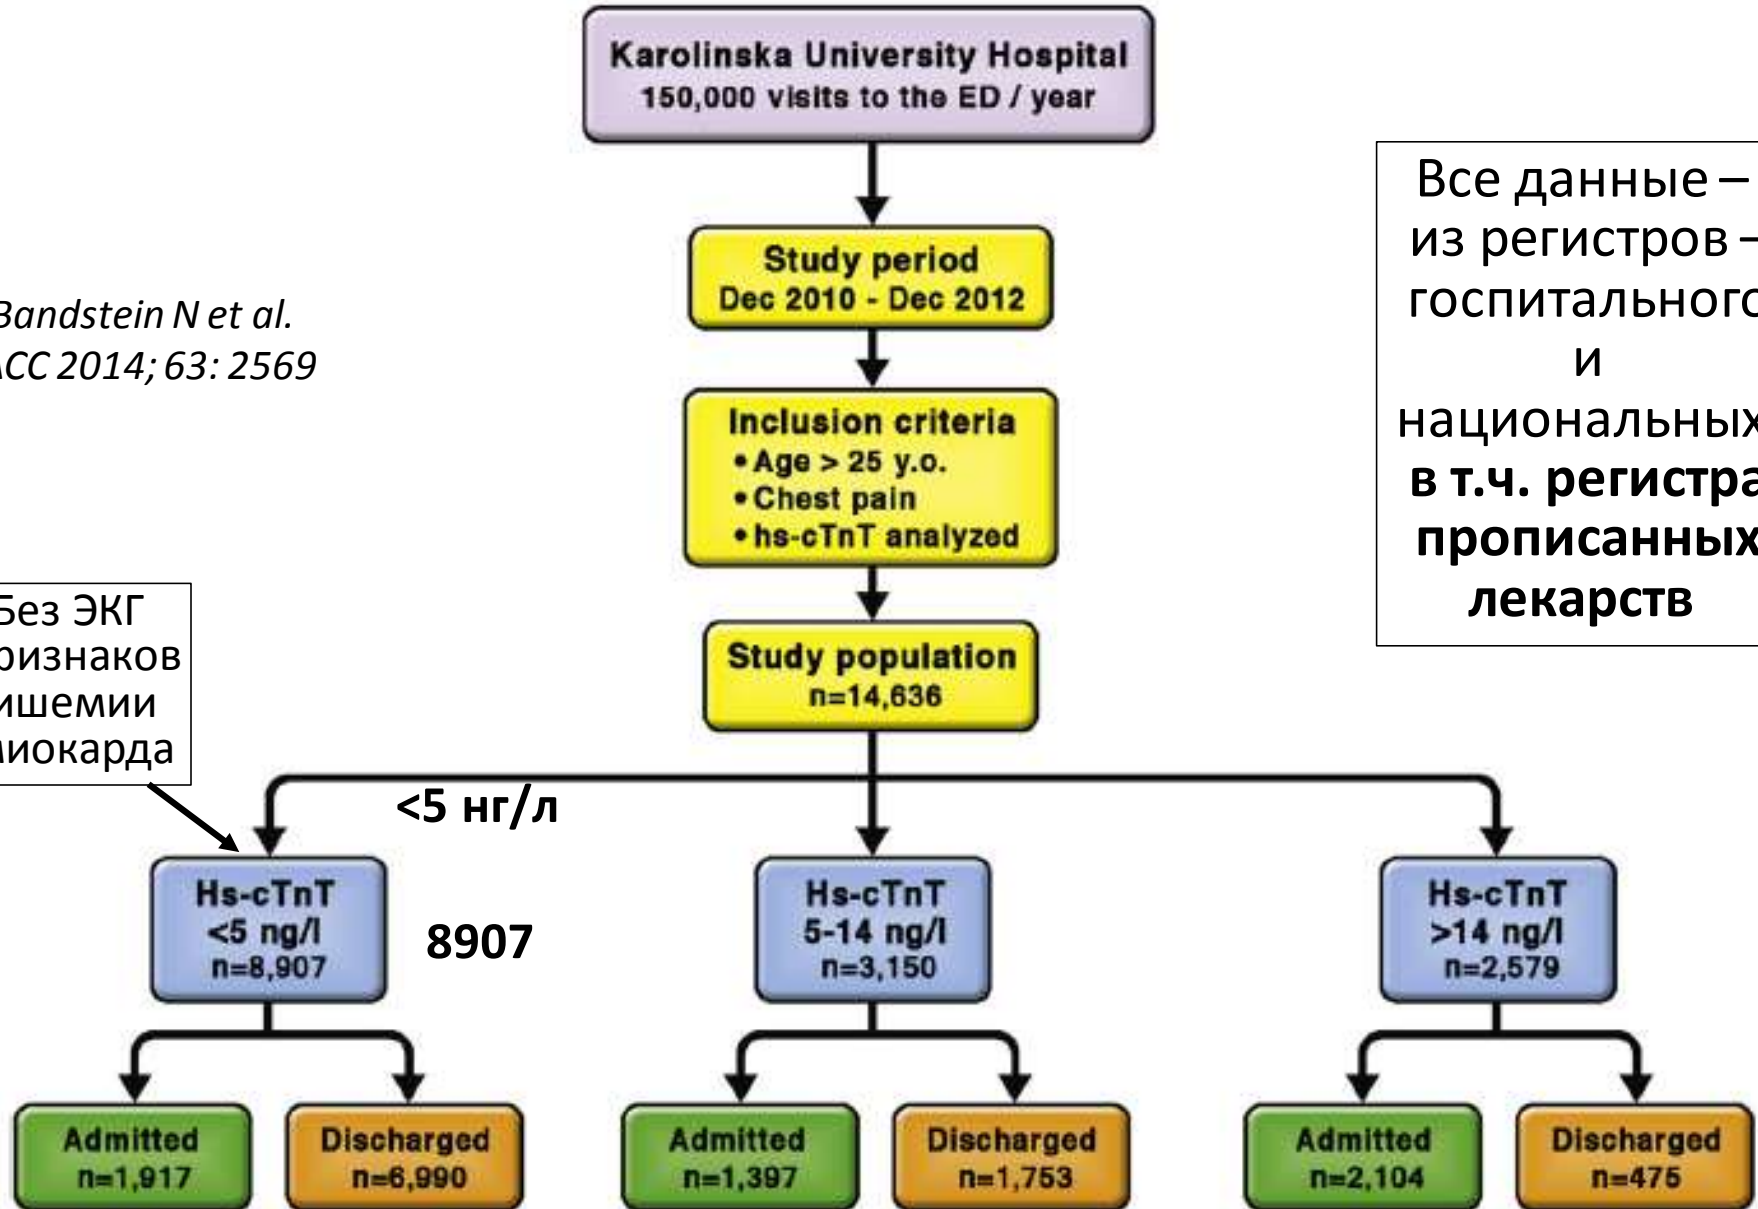 Karolinska University Hospital
150,000 visits to the ED / year
Study period
Dec 2010 - Dec 2012
Bandstein N et al.
ACC 2014; 63: 2569
Inclusion criteria
• Age > 25 y.o.
• Chest pain
• hs-cTnT analyzed
Все данные –
из регистров –
госпитального
и
национальных
в т.ч. регистра
прописанных
лекарств
Study population
n=14,636
Без ЭКГ
ризнаков
ишемии
миокарда
<5 нг/л
Hs-cTnT
<5 ng/l
n=8,907
8907
Hs-cTnT
5-14 ng/l
n=3,150
Hs-cTnT
>14 ng/l
n=2,579
Admitted
n=1,917
Discharged
n=6,990
Admitted
n=1,397
Discharged
n=1,753
Admitted
n=2,104
Discharged
n=475